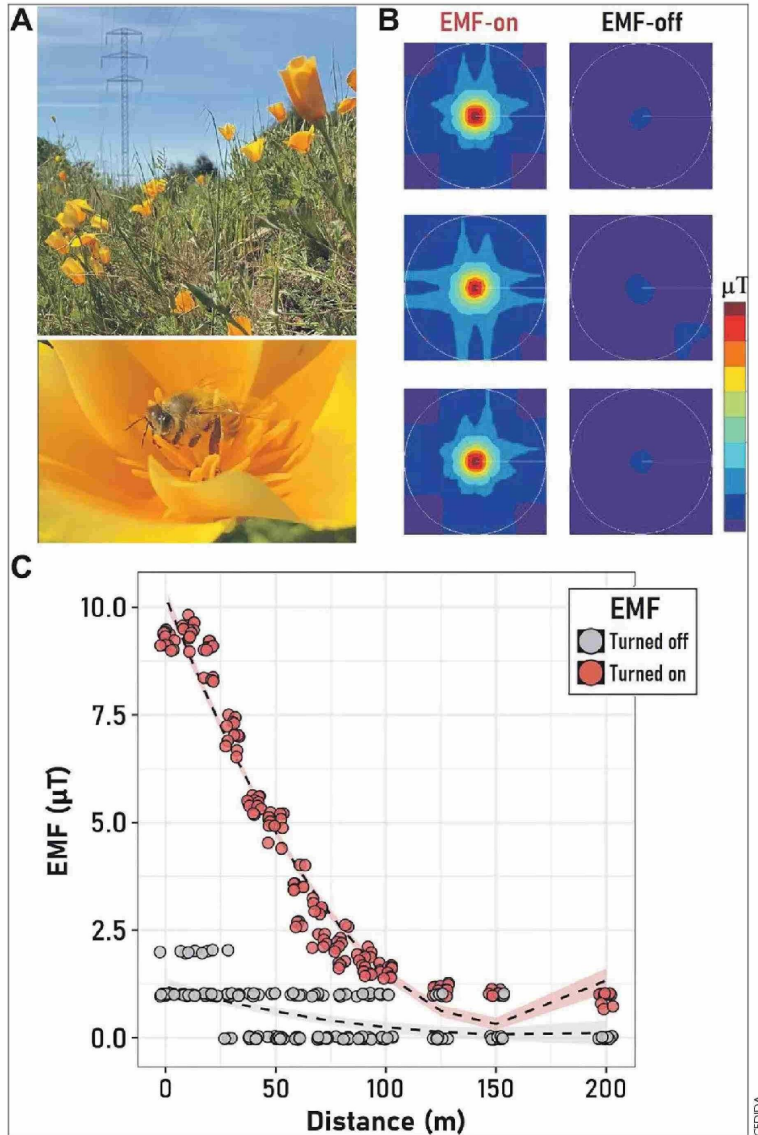 A
B
EMF-on
EMF-off
μT
C
EMF
Turned off
Turned on
10.0
7.5
5.0
2.5
0.0
EMF (μT)
0
50
100
150
200
Distance (m)
CEDIDA